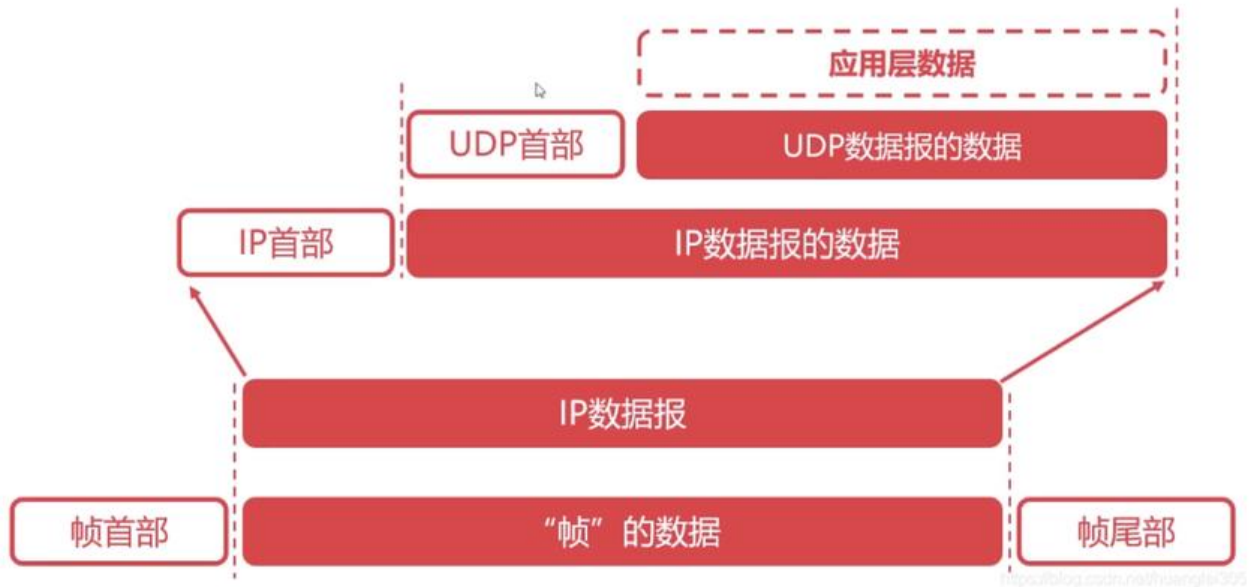 应用层数据
UDP首部
UDP数据报的数据
IP首部
IP数据报的数据
IP数据报
帧首部
“帧”的数据
帧尾部